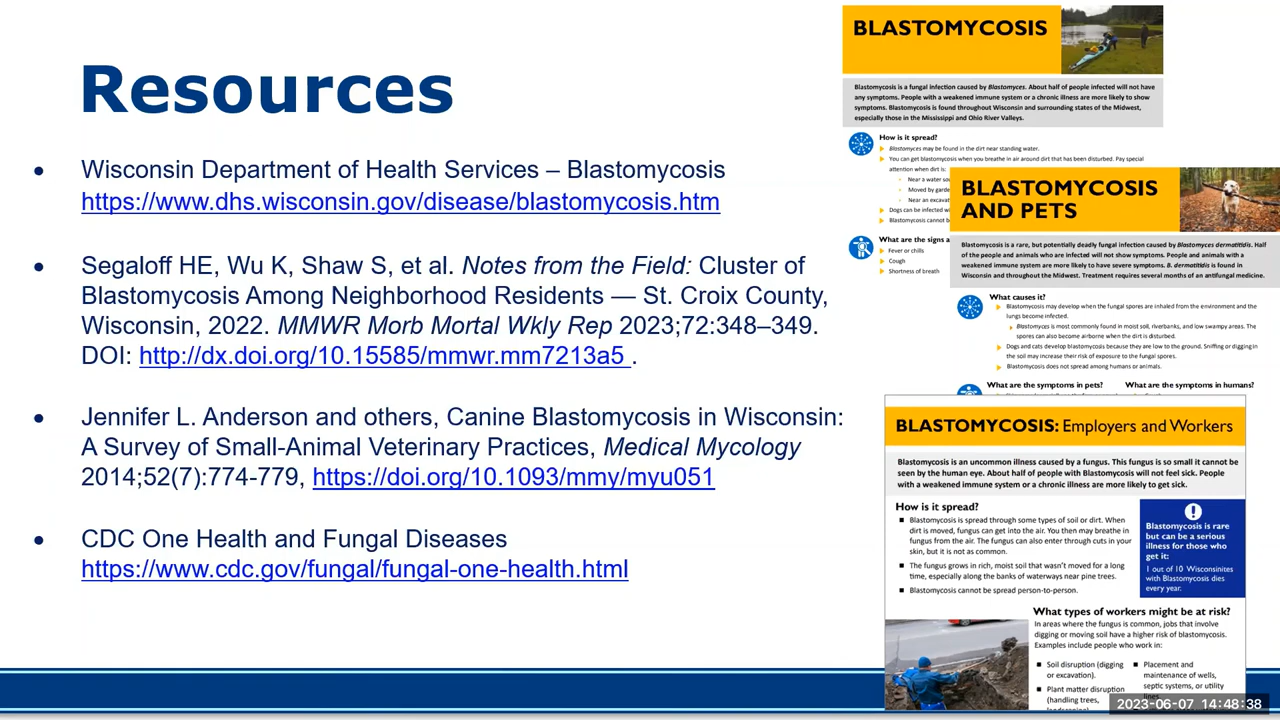 Resources
• Wisconsin Department of Health Services – Blastomycosis
https://www.dhs.wisconsin.gov/disease/blastomycosis.htm
• Segaloff HE, Wu K, Shaw S, et al. Notes from the Field: Cluster of
Blastomycosis Among Neighborhood Residents — St. Croix County,
Wisconsin, 2022. MMWR Morb Mortal Wkly Rep 2023;72:348–349.
DOI: http://dx.doi.org/10.15585/mmwr.mm7213a5 .
• Jennifer L. Anderson and others, Canine Blastomycosis in Wisconsin:
A Survey of Small-Animal Veterinary Practices, Medical Mycology
2014;52(7):774-779, https://doi.org/10.1093/mmy/myu051
• CDC One Health and Fungal Diseases
https://www.cdc.gov/fungal/fungal-one-health.html
BLASTOMYCOSIS
Blastomycosis is a fungal infection caused by Blastomyces. About half of people infected will not have
any symptoms. People with a weakened immune system or a chronic illness are more likely to show
symptoms. Blastomycosis is found throughout Wisconsin and surrounding states of the Midwest,
especially those in the Mississippi and Ohio River Valleys.
How is it spread?
Blastomyces may be found in the dirt near standing water.
You can get blastomycosis when you breathe in air around dirt that has been disturbed. Pay special
attention when dirt is:
Near a water
Moved by
Near an
Dogs can be infected
Blastomycosis cannot
What are the signs
Fever or chills
Cough
Shortness of breath
BLASTOMYCOSIS
AND PETS
Blastomycosis is a rare, but potentially deadly fungal infection caused by Blastomyces dermatitidis. Half
of the people and animals who are infected will not show symptoms. People and animals with a
weakened immune system are more likely to have severe symptoms. B. dermatitidis is found in
Wisconsin and throughout the Midwest. Treatment requires several months of an antifungal medicine.
What causes it?
Blastomycosis may develop when the fungal spores are inhaled from the environment and the
lungs become infected.
Blastomyces is most commonly found in moist soil, riverbanks, and low swampy areas. The
spores can also become airborne when the dirt is disturbed.
Dogs and cats develop blastomycosis because they are low to the ground. Sniffing or digging in
the soil may increase their risk of exposure to the fungal spores.
Blastomycosis does not spread among humans or animals.
What are the symptoms in pets? What are the symptoms in humans?
BLASTOMYCOSIS: Employers and Workers
Blastomycosis is an uncommon illness caused by a fungus. This fungus is so small it cannot be
seen by the human eye. About half of people with Blastomycosis will not feel sick. People
with a weakened immune system or a chronic illness are more likely to get sick.
How is it spread?
Blastomycosis is spread through some types of soil or dirt. When
dirt is moved, fungus can get into the air. You then may breathe in
fungus from the air. The fungus can also enter through cuts in your
skin, but it is not as common.
The fungus grows in rich, moist soil that wasn't moved for a long
time, especially along the banks of waterways near pine trees.
Blastomycosis cannot be spread person-to-person.
!
Blastomycosis is rare
but can be a serious
illness for those who
get it:
1 out of 10 Wisconsinites
with Blastomycosis dies
every year.
What types of workers might be at risk?
In areas where the fungus is common, jobs that involve
digging or moving soil have a higher risk of blastomycosis.
Examples include people who work in:
Soil disruption (digging
or excavation).
Plant matter disruption
(handling trees,
Placement and
maintenance of wells,
septic systems, or utility
lines.
2023-06-07 14:48:38